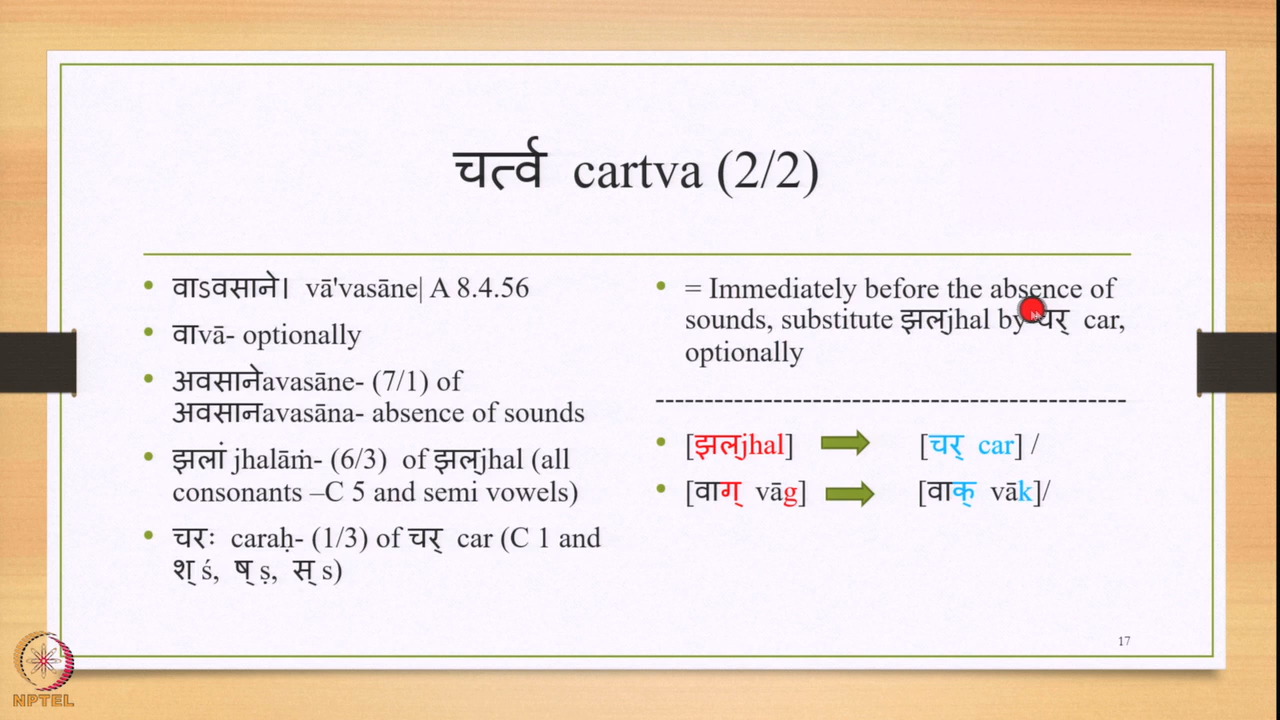 चर्त्व cartva (2/2)
• वाऽवसाने। vā'vasāne| A 8.4.56
• वाvā- optionally
• अवसानेavasāne- (7/1) of
अवसानavasāna- absence of sounds
• झलां jhalāṁ- (6/3) of झल्jhal (all
consonants –C 5 and semi vowels)
• चरः caraḥ- (1/3) of चर् car (C 1 and
श् ś, ष् ṣ, स् s)
• = Immediately before the absence of
sounds, substitute झल्jhal by चर् car,
optionally
-----------------------------------------------
• [झल्jhal] [चर् car] /
• [वाग् vāg] [वाक् vāk]/
17
NPTEL